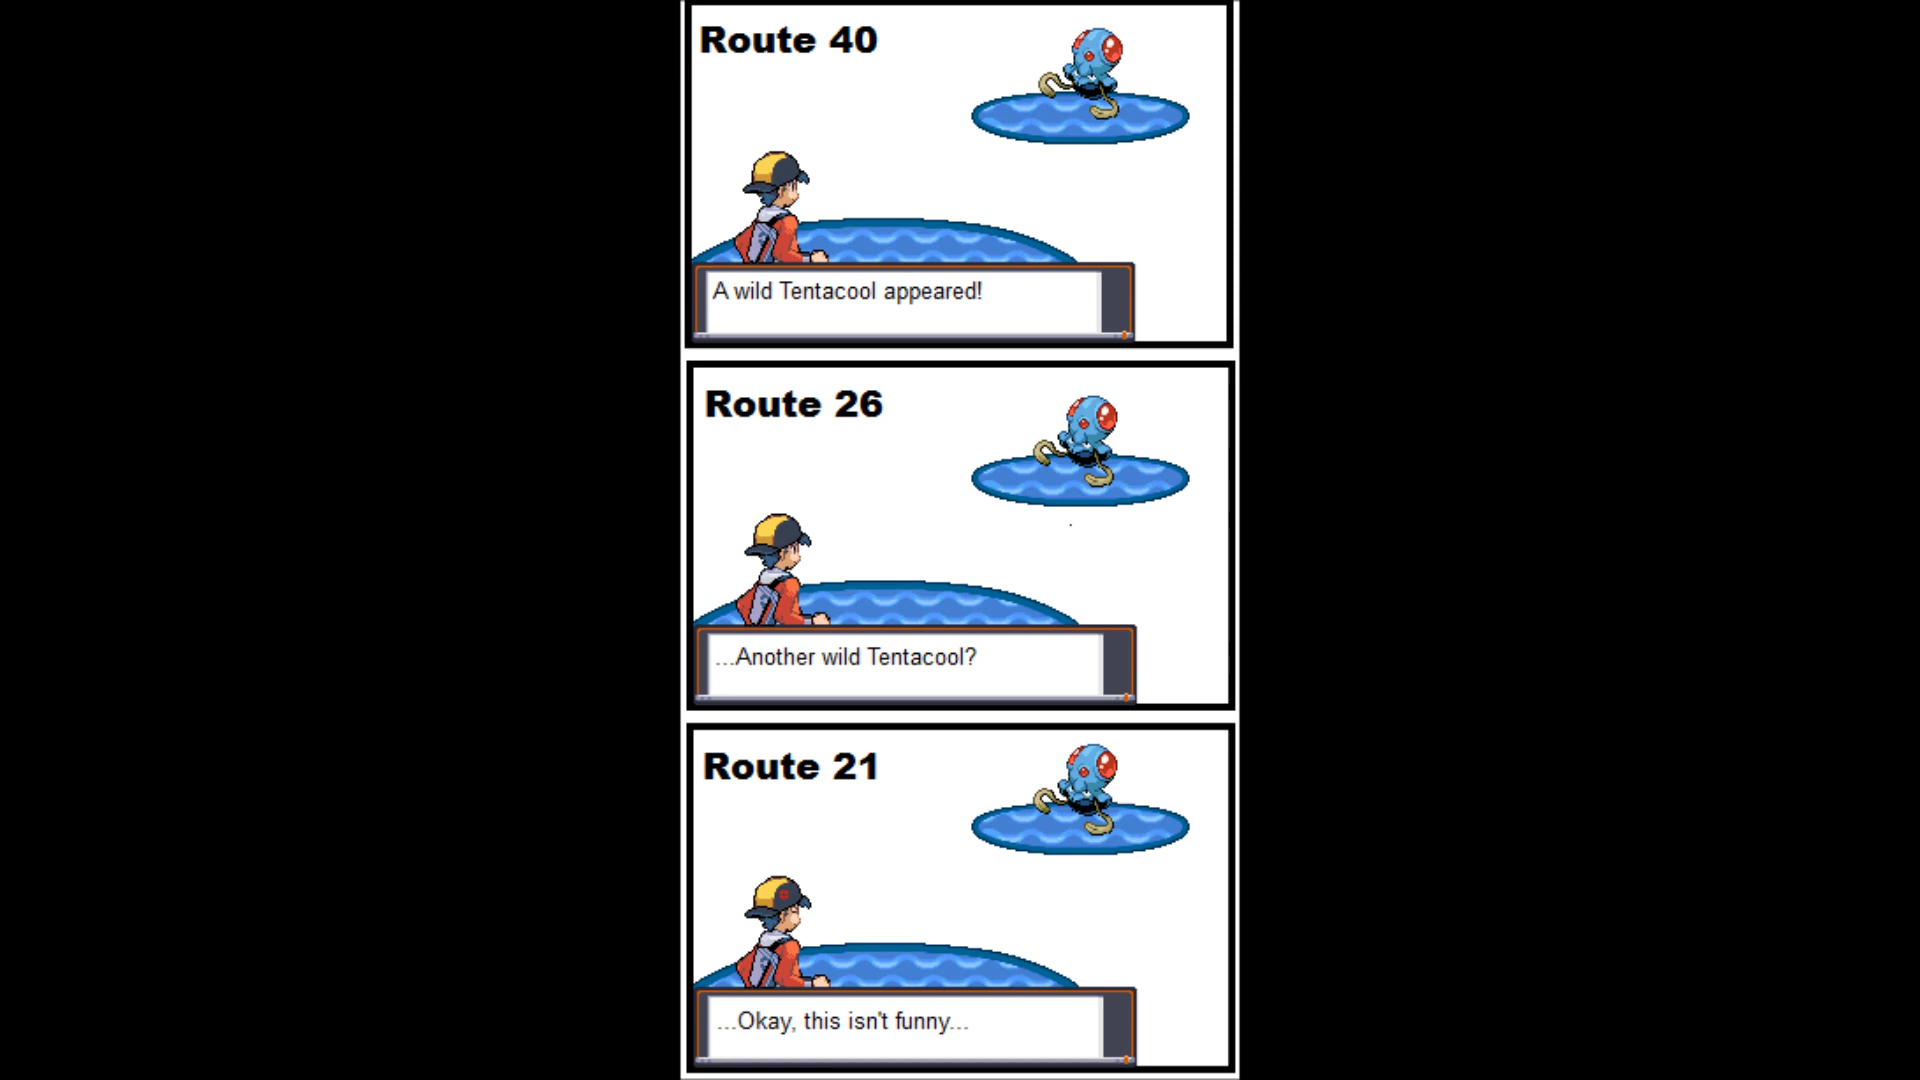 Route 40
A wild Tentacool appeared!
Route 26
...Another wild Tentacool?
Route 21
...Okay, this isn't funny...